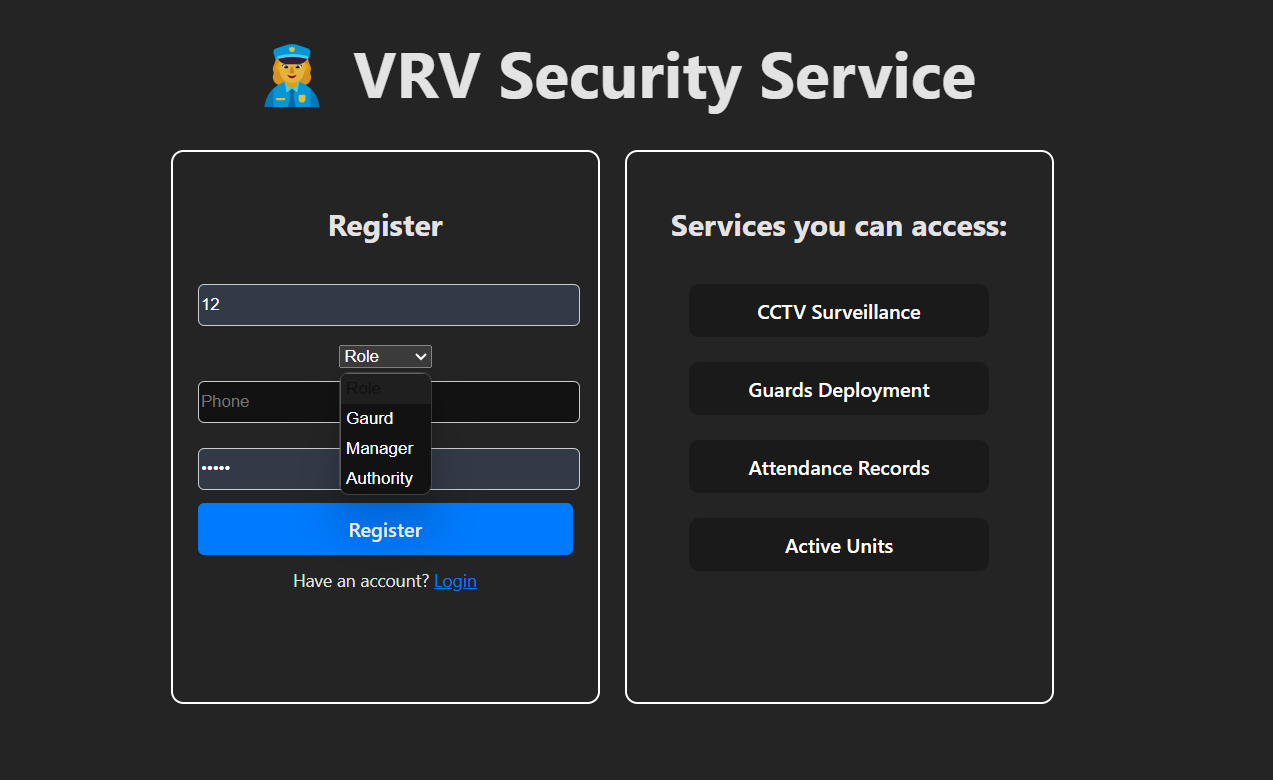 VRV Security Service
Register
12
Role
Role
Phone
Gaurd
Manager
•••••
Authority
Register
Have an account? Login
Services you can access:
CCTV Surveillance
Guards Deployment
Attendance Records
Active Units